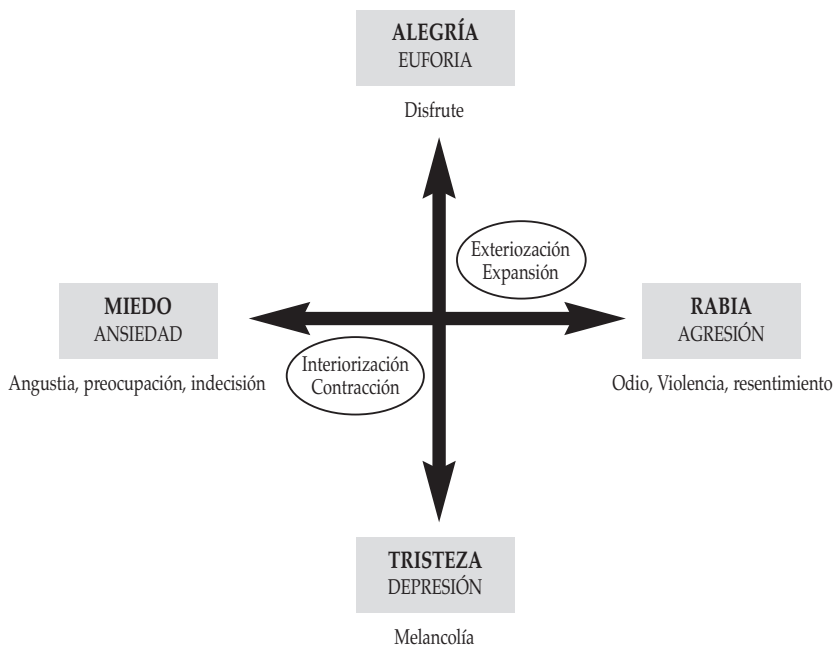 ALEGRÍA
EUFORIA
Disfrute
Exteriozación
Expansión
MIEDO
ANSIEDAD
Angustia, preocupación, indecisión
RABIA
AGRESIÓN
Odio, Violencia, resentimiento
Interiorización
Contracción
TRISTEZA
DEPRESIÓN
Melancolía